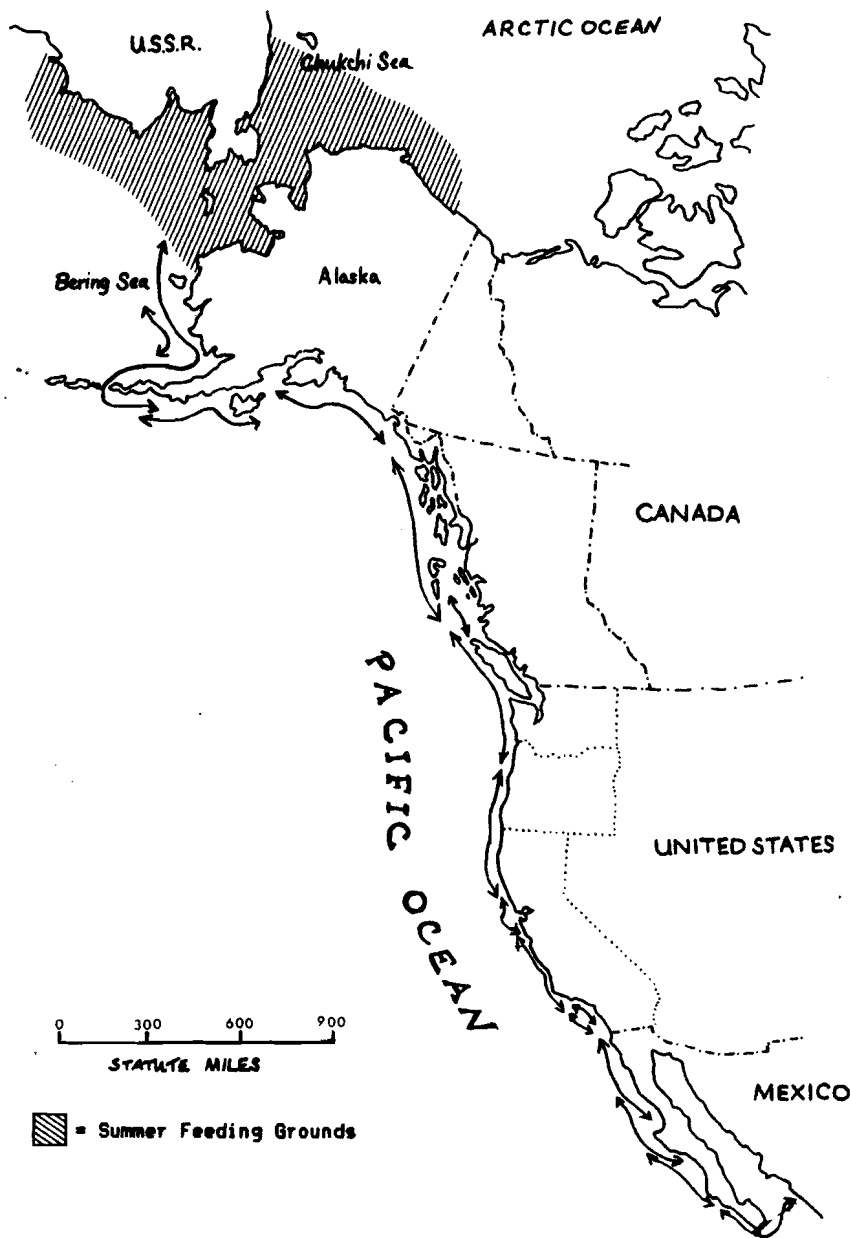 ARCTIC OCEAN
U.S.S.R.
Chukchi Sea
Bering Sea
Alaska
CANADA
PACIFIC OCEAN
UNITED STATES
0 300 600 900
STATUTE MILES
MEXICO
= Summer Feeding Grounds